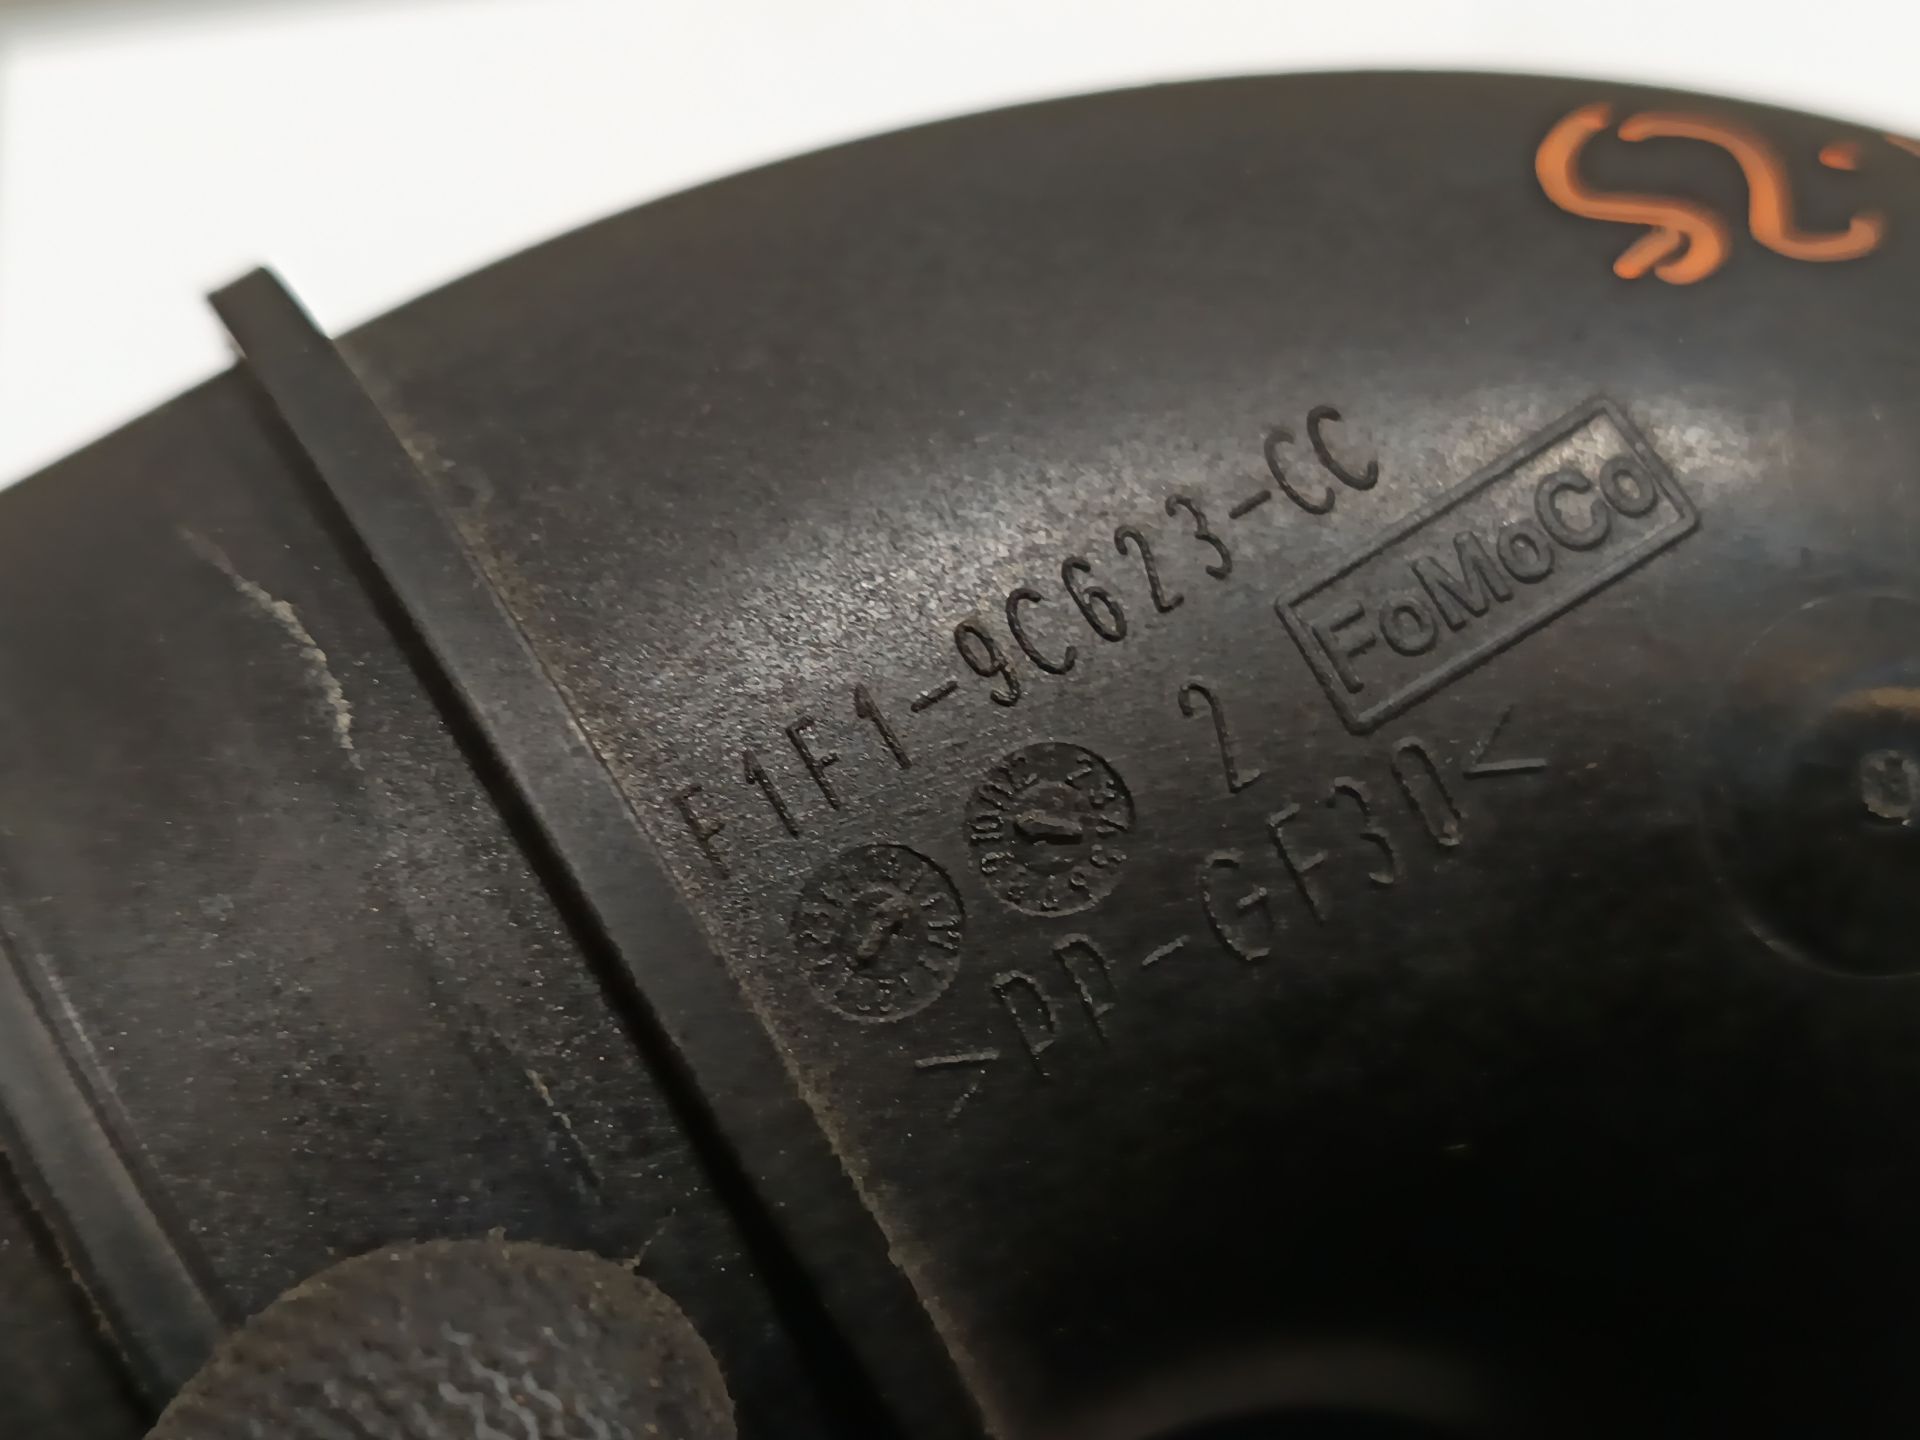 F1F1-9C623-CC
FoMoCo
2
>PP-GF30<